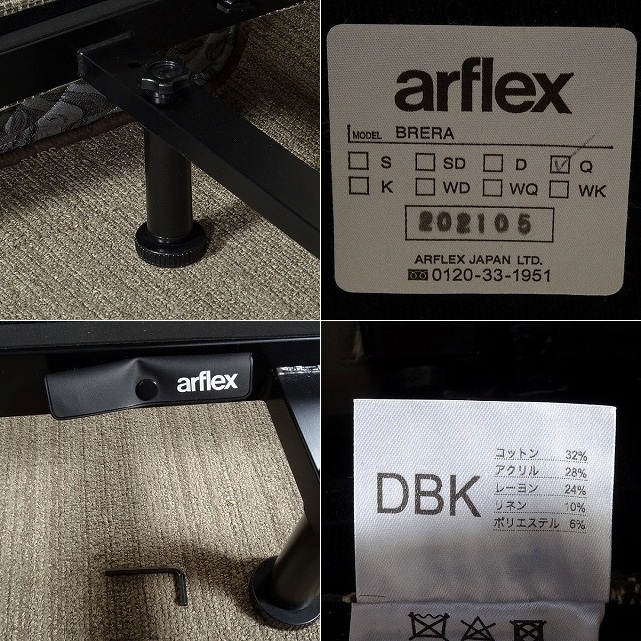 arflex
MODEL BRERA
S SD D Q
K WD WQ WK
202105
ARFLEX JAPAN LTD.
0120-33-1951
arflex
DBK
コットン 32%
アクリル 28%
レーヨン 24%
リネン 10%
ポリエステル 6%